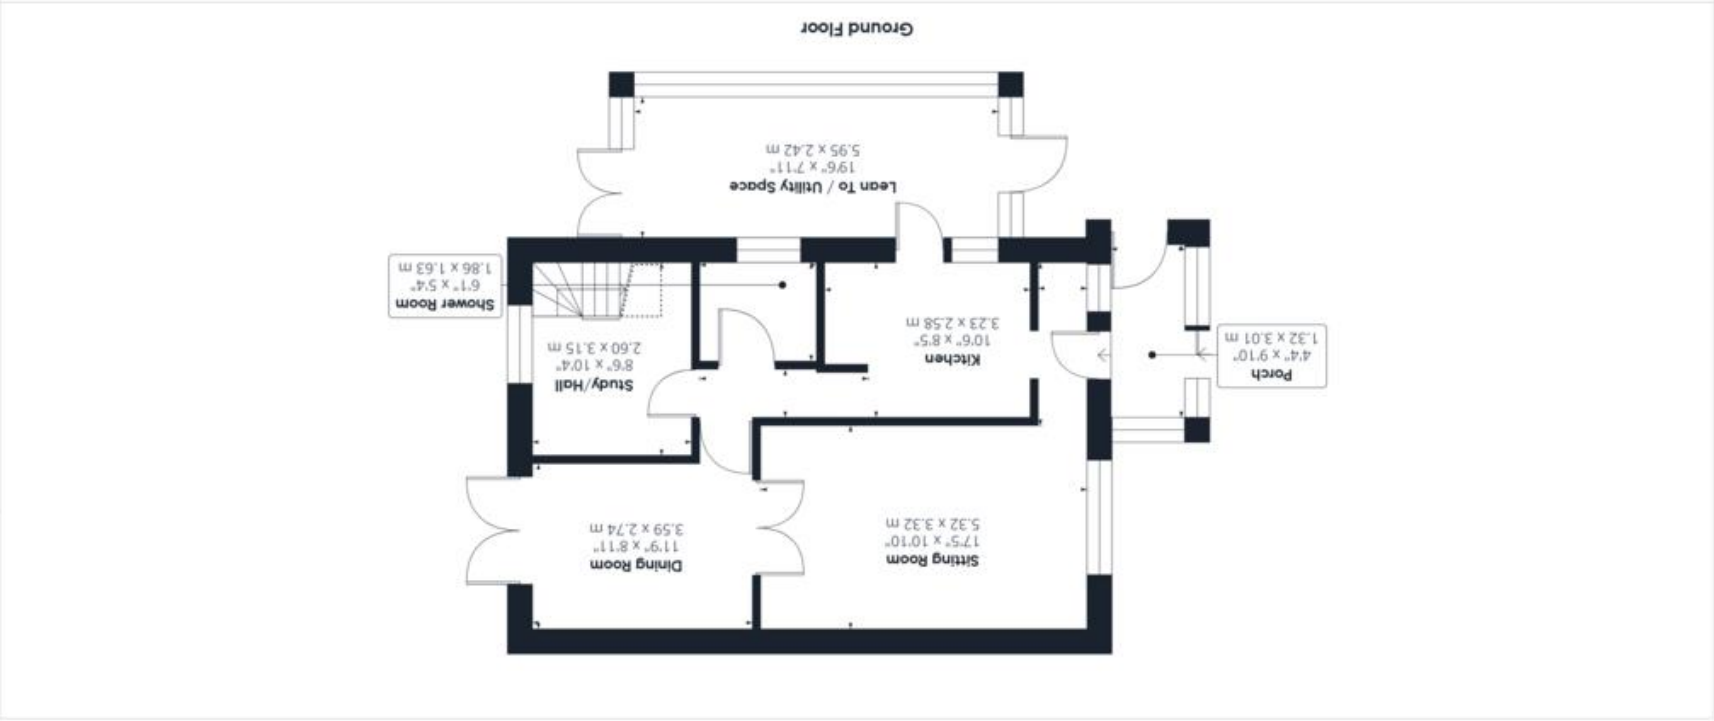 Dining Room
11'9" x 8'11"
3.59 x 2.74 m
Sitting Room
17'5" x 10'10"
5.32 x 3.32 m
Porch
4'4" x 9'10"
1.32 x 3.01 m
Kitchen
10'6" x 8'5"
3.23 x 2.58 m
Study/Hall
8'6" x 10'4"
2.60 x 3.15 m
Shower Room
6'1" x 5'4"
1.86 x 1.63 m
Lean To / Utility Space
19'6" x 7'11"
5.95 x 2.42 m
Ground Floor